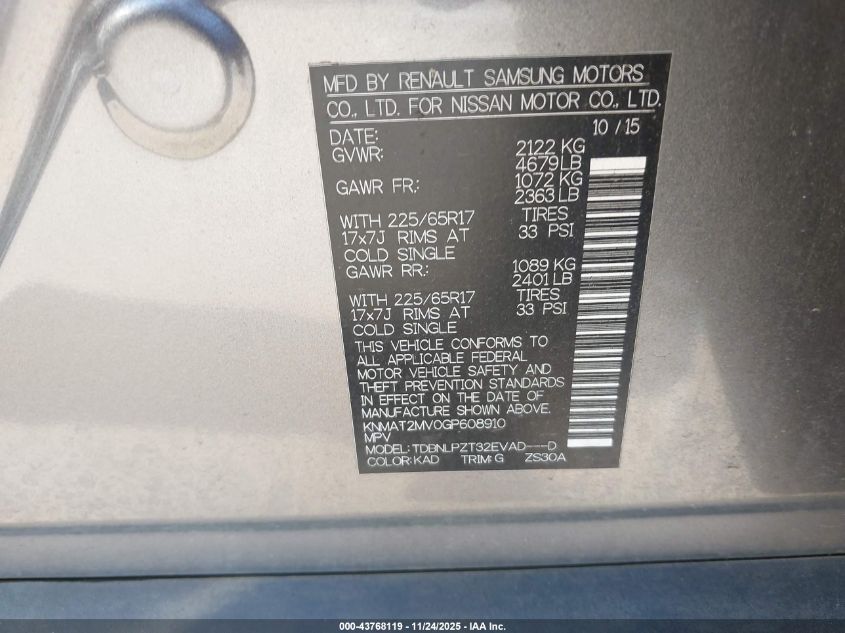 MFD BY RENAULT SAMSUNG MOTORS
CO., LTD. FOR NISSAN MOTOR CO., LTD.
DATE: 10 / 15
GVWR: 2122 KG
4679 LB
GAWR FR.: 1072 KG
2363 LB
WITH 225/65R17 TIRES
17x7J RIMS AT 33 PSI
COLD SINGLE
GAWR RR.: 1089 KG
2401 LB
WITH 225/65R17 TIRES
17x7J RIMS AT 33 PSI
COLD SINGLE
THIS VEHICLE CONFORMS TO
ALL APPLICABLE FEDERAL
MOTOR VEHICLE SAFETY AND
THEFT PREVENTION STANDARDS
IN EFFECT ON THE DATE OF
MANUFACTURE SHOWN ABOVE.
KNMAT2MV0GP608910
MPV
MODEL: TDBNLPZT32EVAD---D
COLOR: KAD TRIM: G ZS30A
000-43768119 - 11/24/2025 - IAA Inc.